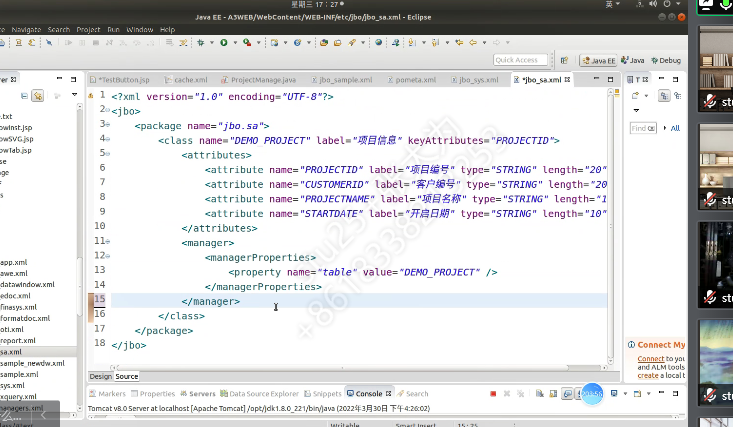 星期三 17：27
英
Java EE - A3WEB/WebContent/WEB-INF/etc/jbo/jbo_sa.xml - Eclipse
Navigate Search Project Run Window Help
Quick Access
Java EE
Java
Debug
*TestButton.jsp
cache.xml
ProjectManage.java
jbo_sample.xml
pometa.xml
jbo_sys.xml
*jbo_sa.xml
1 <?xml version="1.0" encoding="UTF-8"?>
2 <jbo>
3 <package name="jbo.sa">
4 <class name="DEMO_PROJECT" label="项目信息" keyAttributes="PROJECTID">
5 <attributes>
6 <attribute name="PROJECTID" label="项目编号" type="STRING" length="20"
7 <attribute name="CUSTOMERID" label="客户编号" type="STRING" length="20
8 <attribute name="PROJECTNAME" label="项目名称" type="STRING" length="1
9 <attribute name="STARTDATE" label="开启日期" type="STRING" length="10"
10 </attributes>
11 <manager>
12 <managerProperties>
13 <property name="table" value="DEMO_PROJECT" />
14 </managerProperties>
15 </manager>
16 </class>
17 </package>
18 </jbo>
.txt
owInst.jsp
owSVG.jsp
owTab.jsp
app.xml
awe.xml
datawindow.xml
edoc.xml
finasys.xml
formatdoc.xml
oti.xml
report.xml
sa.xml
sample_newdw.xml
sample.xml
sys.xml
xquery.xml
managers.xml
Find
All
Connect My
Connect to you
and ALM tools
create a local t
stu
stu
stu
stu
Design Source
Markers
Properties
Servers
Data Source Explorer
Snippets
Console
Search
Tomcat v8.0 Server at localhost [Apache Tomcat] /opt/jdk1.8.0_221/bin/java (2022年3月30日 下午4:26:02)
Writable
Smart Insert
15 : 25